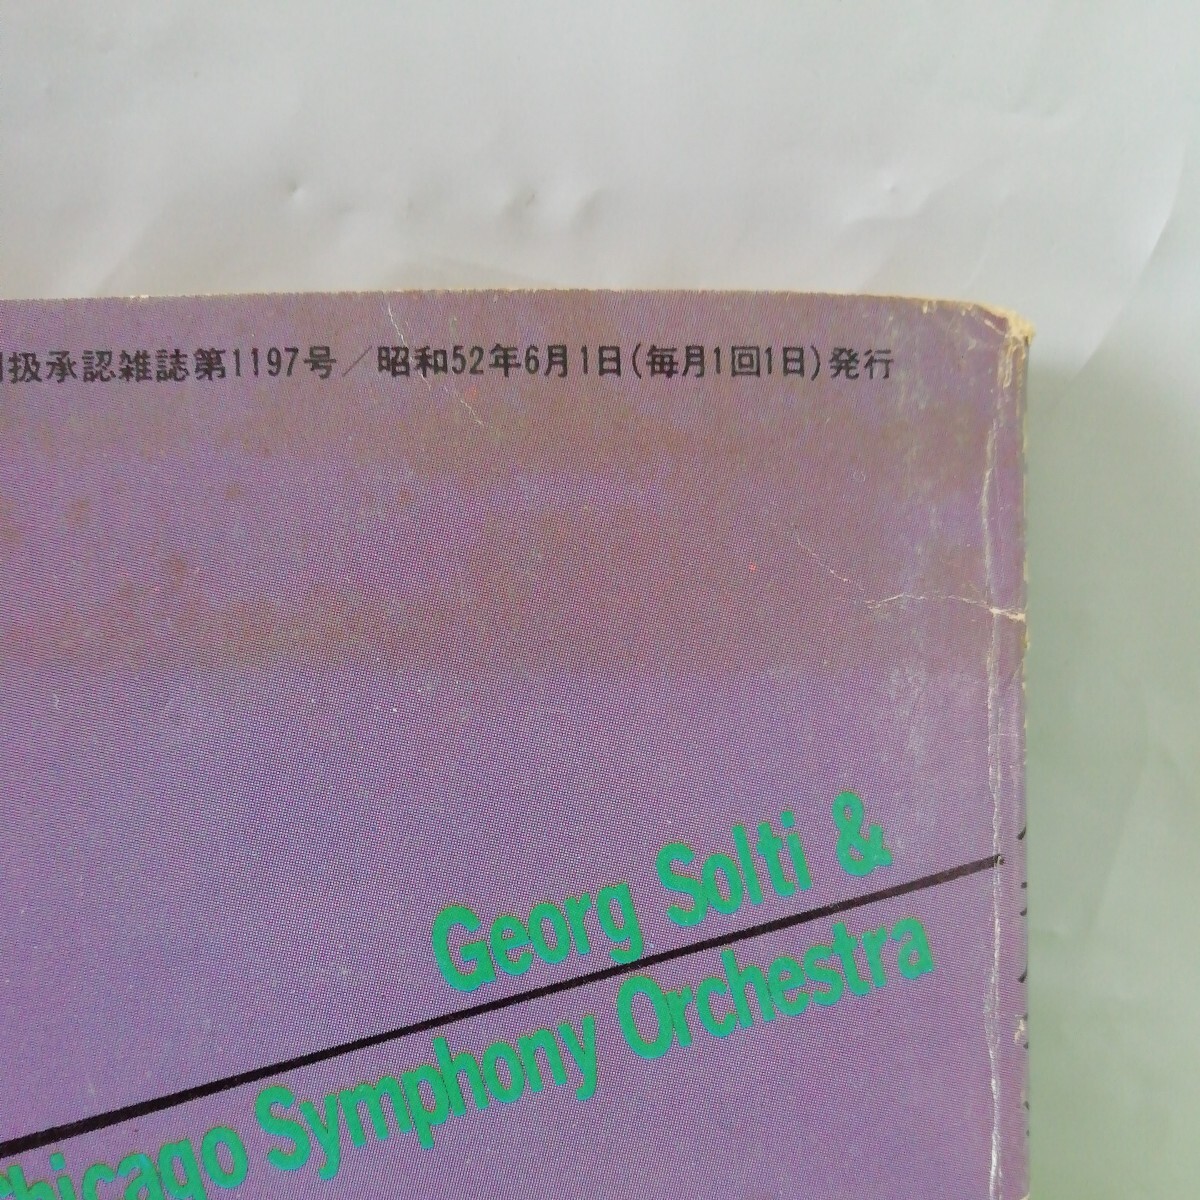 扱承認雑誌第1197号／昭和52年6月1日(毎月1回1日)発行
Georg Solti &
Chicago Symphony Orchestra